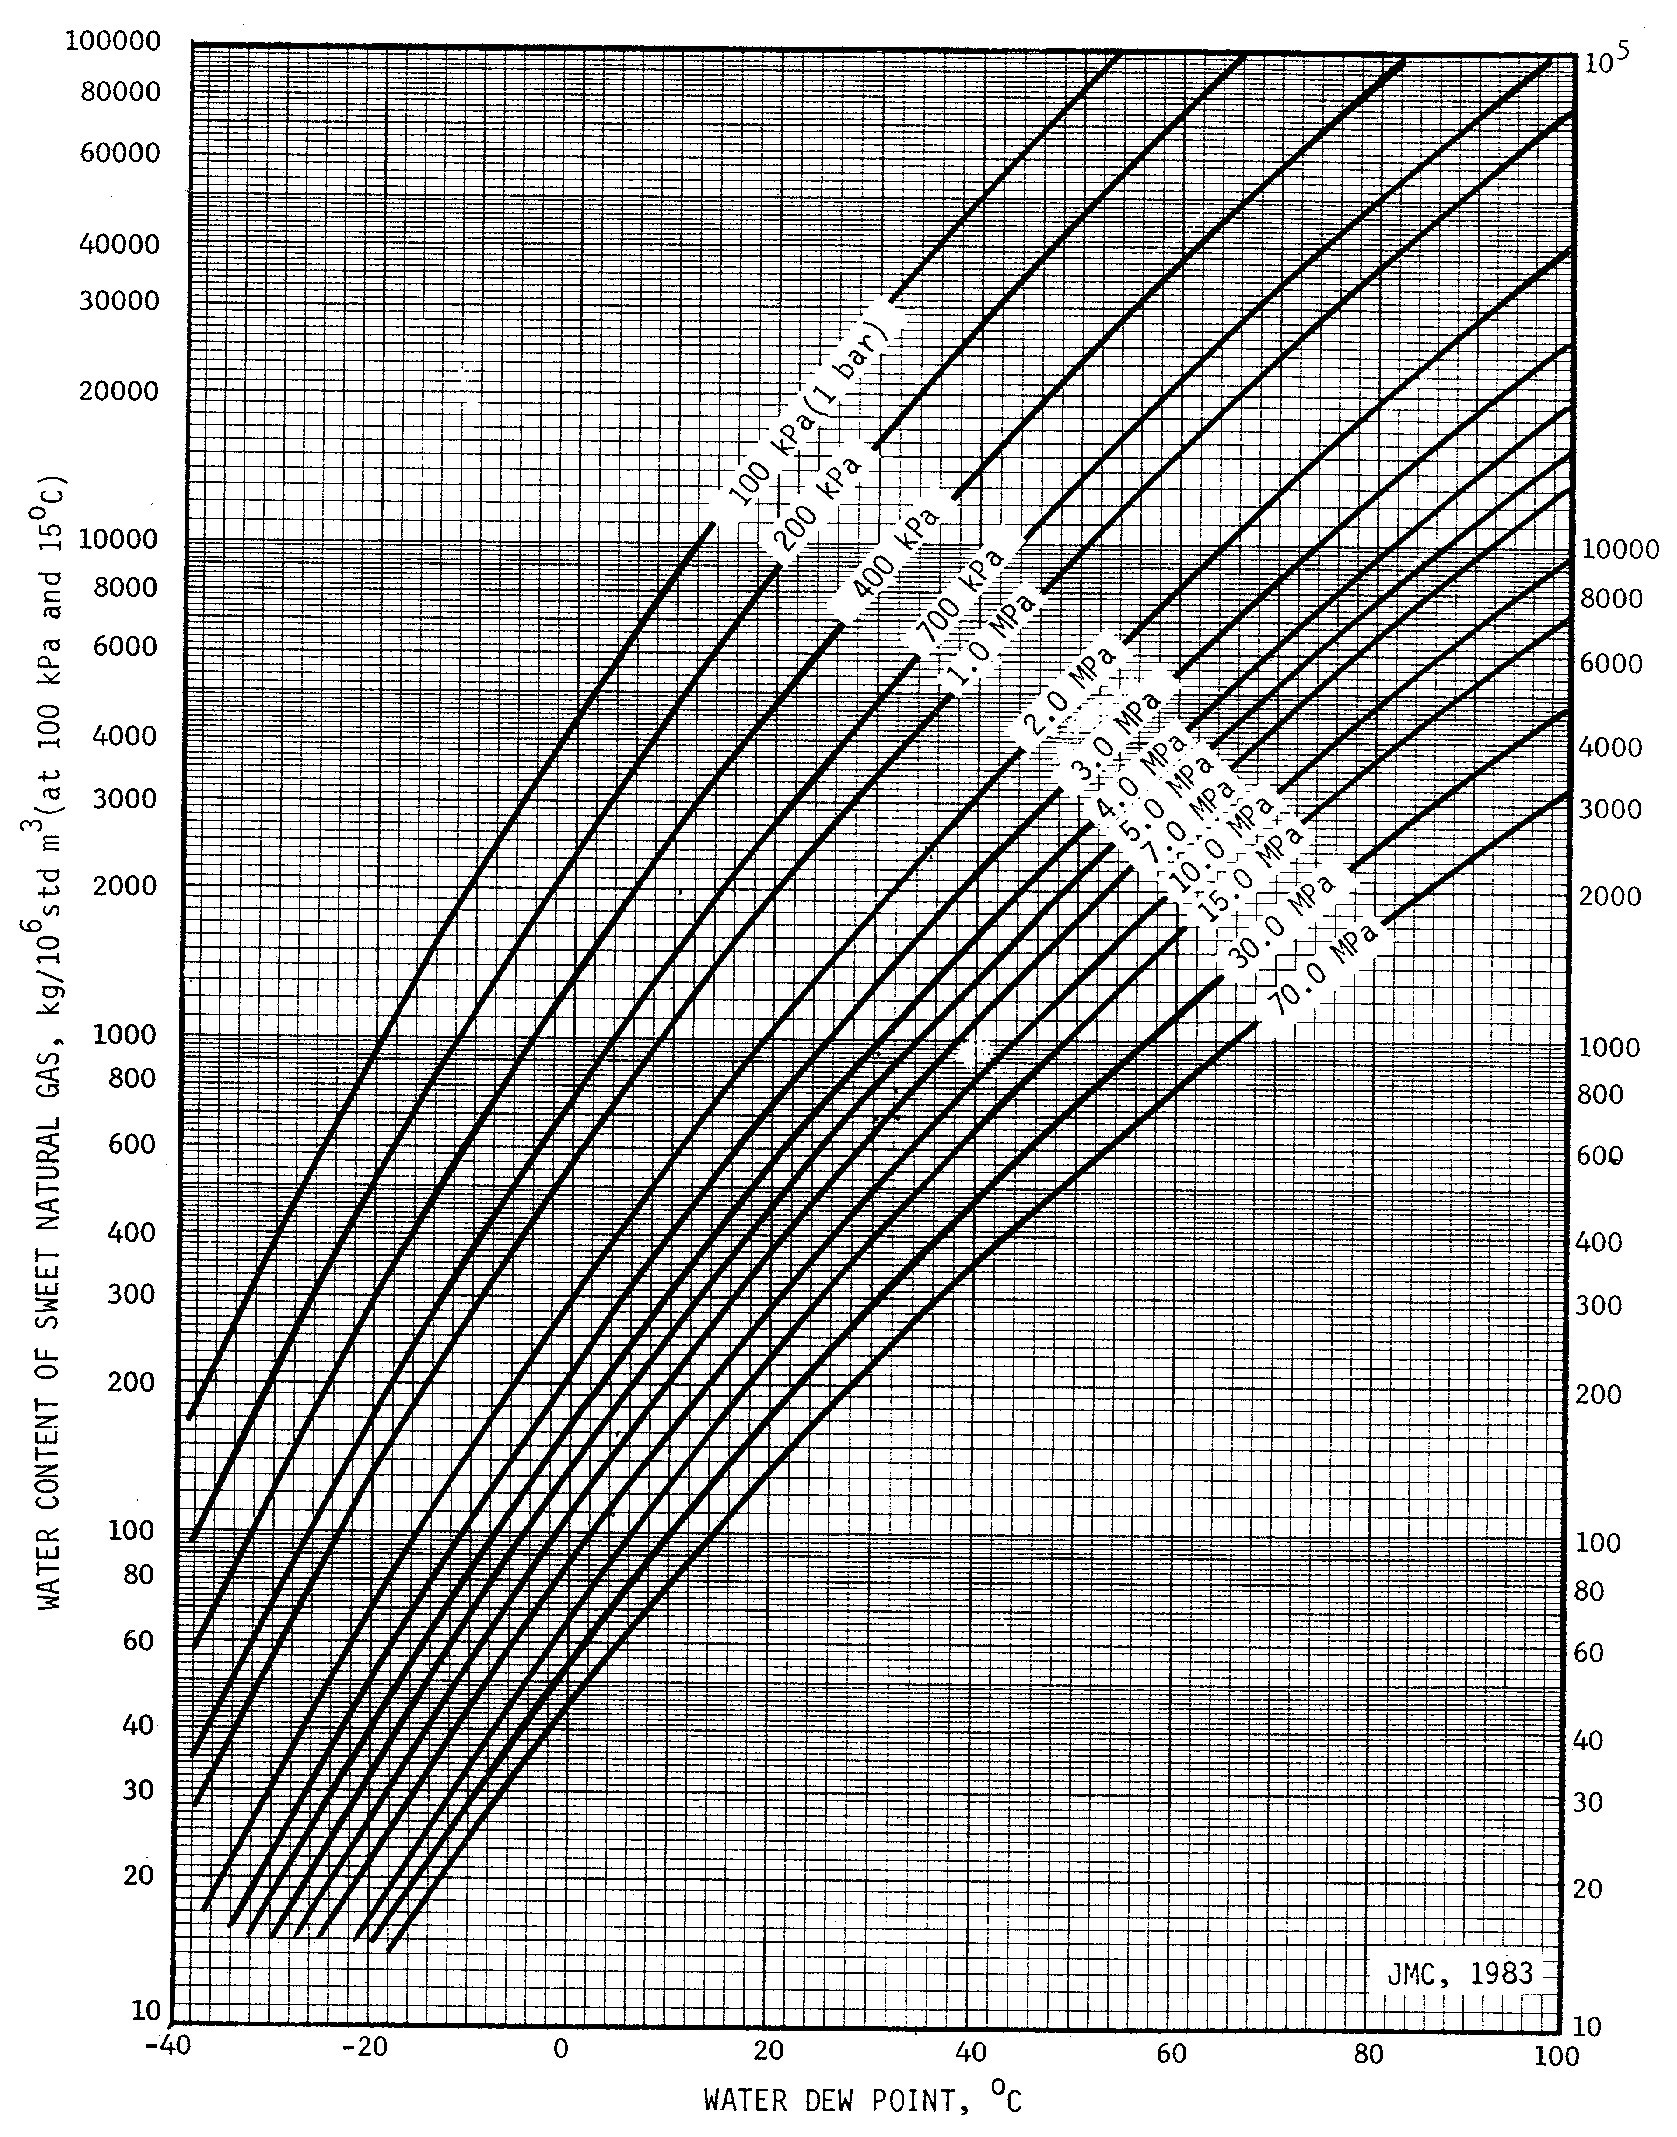 100000
80000
60000
40000
30000
20000
10000
8000
6000
4000
3000
2000
1000
800
600
400
300
200
100
80
60
40
30
20
10
WATER CONTENT OF SWEET NATURAL GAS, kg/10⁶ std m³ (at 100 kPa and 15°C)
100 kPa(1 bar)
200 kPa
400 kPa
700 kPa
1.0 MPa
2.0 MPa
3.0 MPa
4.0 MPa
5.0 MPa
7.0 MPa
10.0 MPa
15.0 MPa
30.0 MPa
70.0 MPa
10⁵
10000
8000
6000
4000
3000
2000
1000
800
600
400
300
200
100
80
60
40
30
20
10
JMC, 1983
-40 -20 0 20 40 60 80 100
WATER DEW POINT, °C